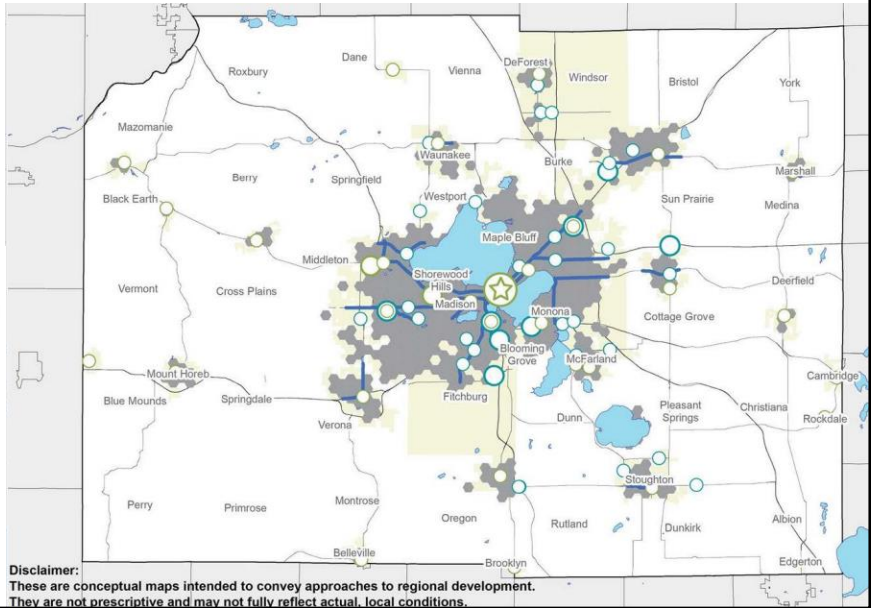 Dane
DeForest
Roxbury
Vienna
Windsor
Bristol
York
Mazomanie
Waunakee
Burke
Berry
Springfield
Marshall
Black Earth
Westport
Sun Prairie
Medina
Maple Bluff
Middleton
Shorewood
Hills
Deerfield
Vermont
Cross Plains
Madison
Monona
Cottage Grove
Blooming
Grove
McFarland
Mount Horeb
Cambridge
Blue Mounds
Springdale
Fitchburg
Pleasant
Springs
Christiana
Verona
Dunn
Rockdale
Stoughton
Perry
Primrose
Montrose
Oregon
Rutland
Dunkirk
Albion
Belleville
Brooklyn
Edgerton
Disclaimer:
These are conceptual maps intended to convey approaches to regional development.
They are not prescriptive and may not fully reflect actual, local conditions.